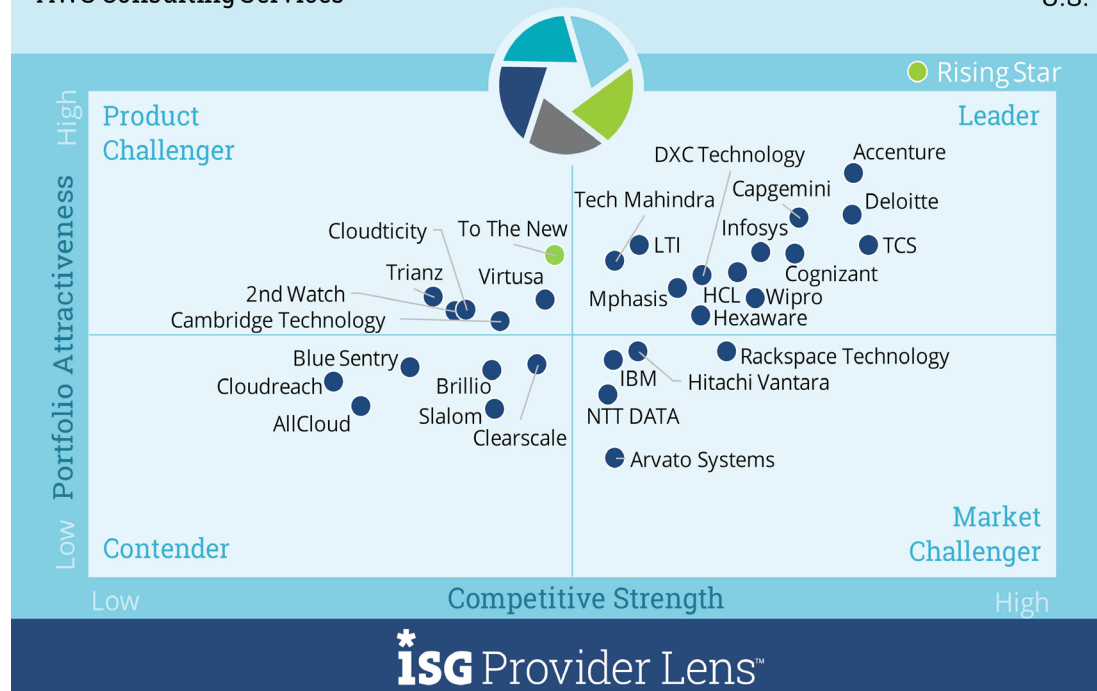 AWS Consulting Services
U.S.
Rising Star
High
Product
Challenger
Leader
DXC Technology
Accenture
Capgemini
Tech Mahindra
Deloitte
Cloudticity
To The New
Infosys
LTI
TCS
Trianz
Virtusa
Cognizant
2nd Watch
Mphasis
HCL
Wipro
Cambridge Technology
Hexaware
Portfolio Attractiveness
Blue Sentry
Rackspace Technology
Cloudreach
Brillio
IBM
Hitachi Vantara
AllCloud
Slalom
NTT DATA
Clearscale
Arvato Systems
Low
Contender
Market
Challenger
Low
Competitive Strength
High
ISG Provider Lens™